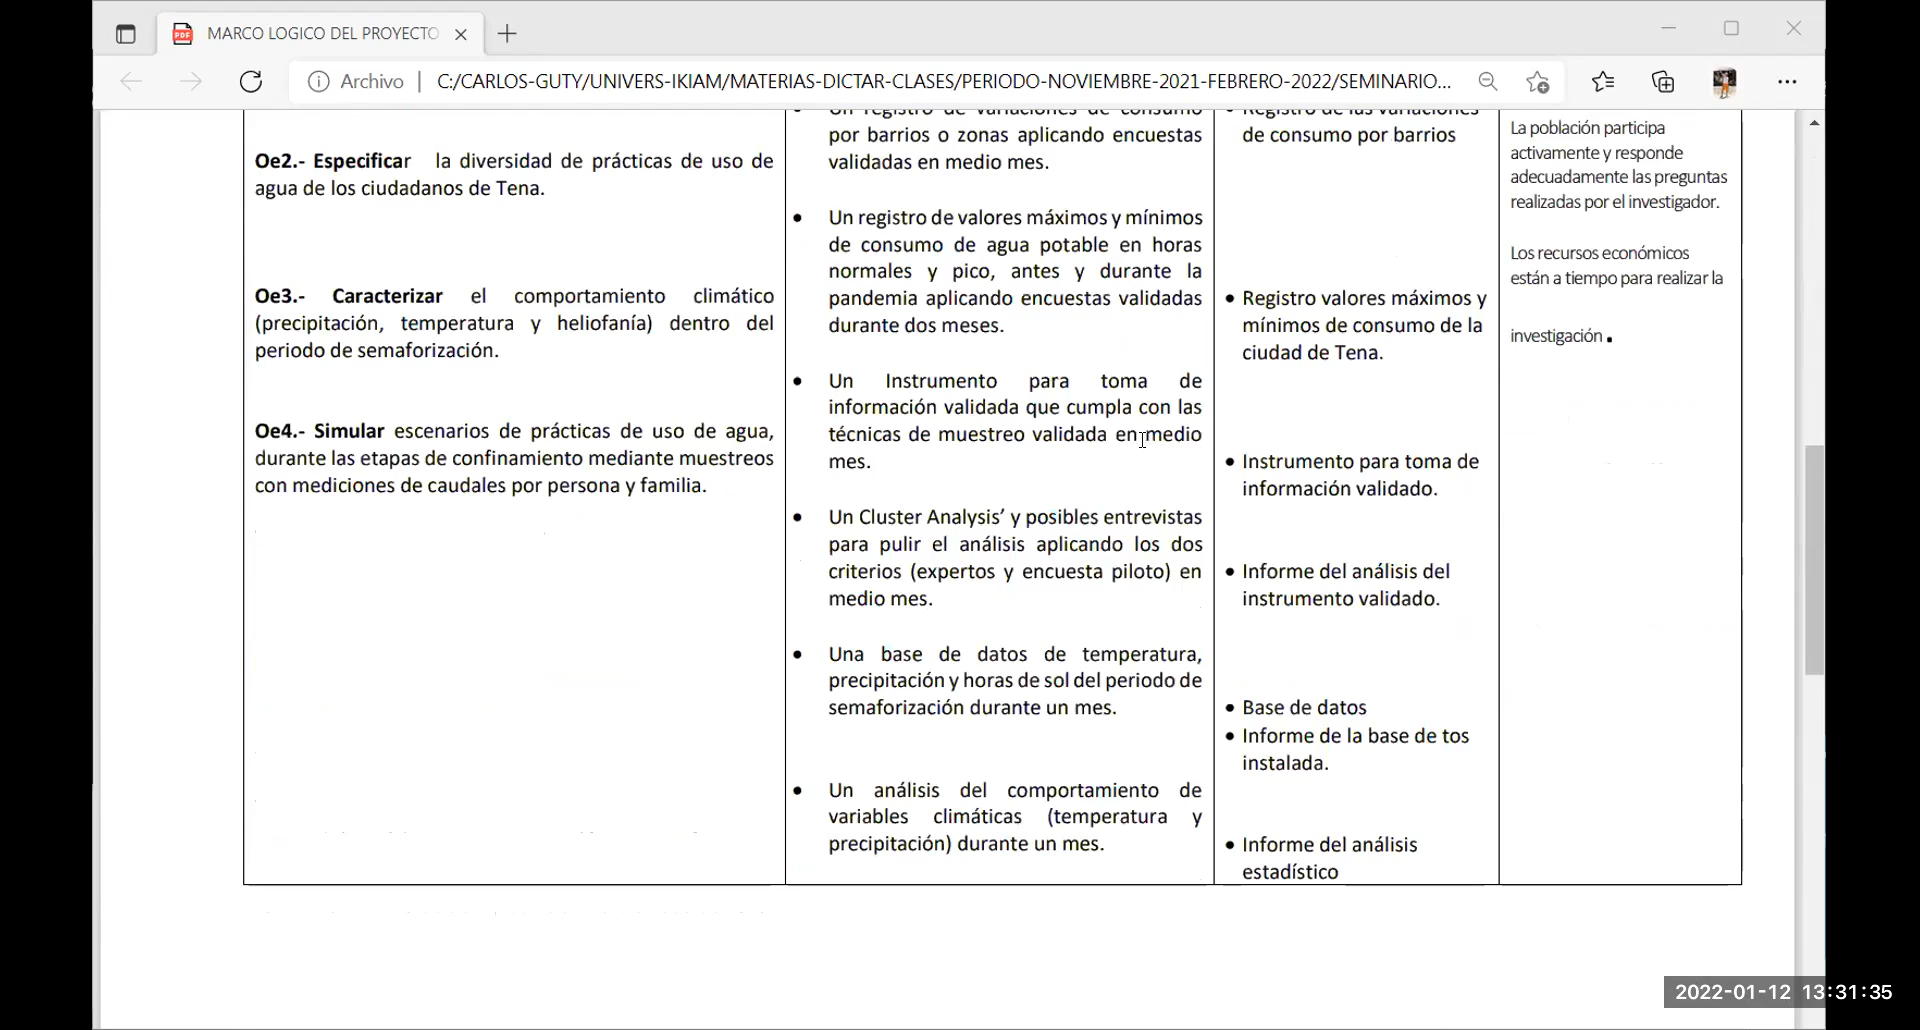 MARCO LOGICO DEL PROYECTO
Archivo
C:/CARLOS-GUTY/UNIVERS-IKIAM/MATERIAS-DICTAR-CLASES/PERIODO-NOVIEMBRE-2021-FEBRERO-2022/SEMINARIO...
Oe2.- Especificar la diversidad de prácticas de uso de
agua de los ciudadanos de Tena.
Oe3.- Caracterizar el comportamiento climático
(precipitación, temperatura y heliofanía) dentro del
periodo de semaforización.
Oe4.- Simular escenarios de prácticas de uso de agua,
durante las etapas de confinamiento mediante muestreos
con mediciones de caudales por persona y familia.
• Un registro de variaciones de consumo
por barrios o zonas aplicando encuestas
validadas en medio mes.
• Un registro de valores máximos y mínimos
de consumo de agua potable en horas
normales y pico, antes y durante la
pandemia aplicando encuestas validadas
durante dos meses.
• Un Instrumento para toma de
información validada que cumpla con las
técnicas de muestreo validada en medio
mes.
• Un Cluster Analysis’ y posibles entrevistas
para pulir el análisis aplicando los dos
criterios (expertos y encuesta piloto) en
medio mes.
• Una base de datos de temperatura,
precipitación y horas de sol del periodo de
semaforización durante un mes.
• Un análisis del comportamiento de
variables climáticas (temperatura y
precipitación) durante un mes.
• Registro de las variaciones
de consumo por barrios
• Registro valores máximos y
mínimos de consumo de la
ciudad de Tena.
• Instrumento para toma de
información validado.
• Informe del análisis del
instrumento validado.
• Base de datos
• Informe de la base de tos
instalada.
• Informe del análisis
estadístico
La población participa
activamente y responde
adecuadamente las preguntas
realizadas por el investigador.
Los recursos económicos
están a tiempo para realizar la
investigación .
2022-01-12 13:31:35